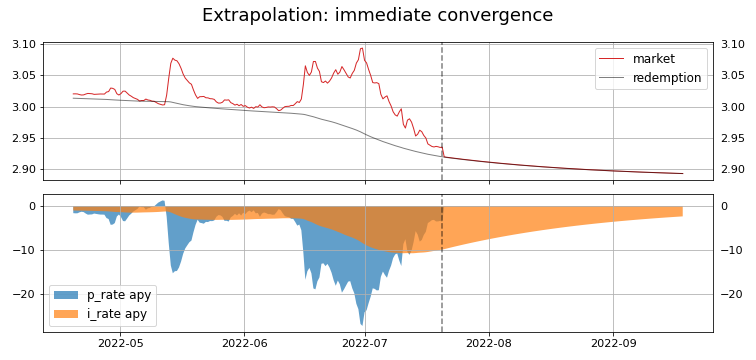 Extrapolation: immediate convergence
3.10 3.10
3.05 3.05
3.00 3.00
2.95 2.95
2.90 2.90
market
redemption
0 0
−10 −10
−20 −20
p_rate apy
i_rate apy
2022-05 2022-06 2022-07 2022-08 2022-09